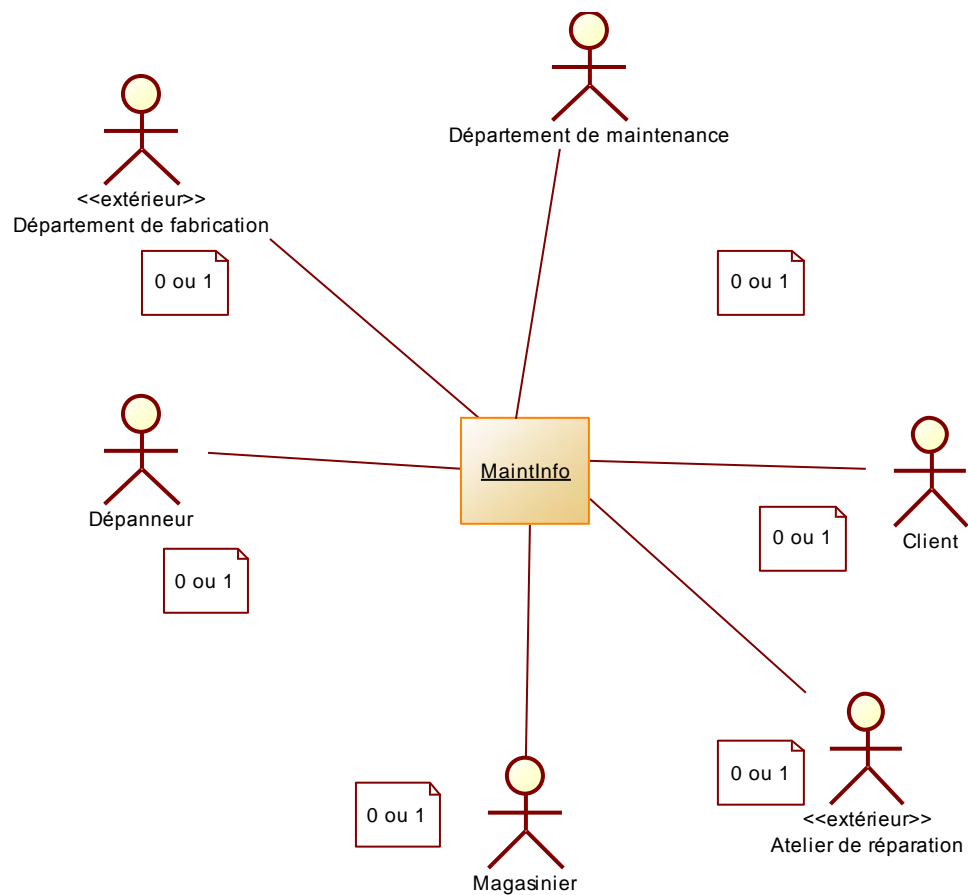 Département de maintenance
<<extérieur>>
Département de fabrication
0 ou 1
0 ou 1
MaintInfo
Dépanneur
Client
0 ou 1
0 ou 1
0 ou 1
0 ou 1
<<extérieur>>
Atelier de réparation
Magasinier